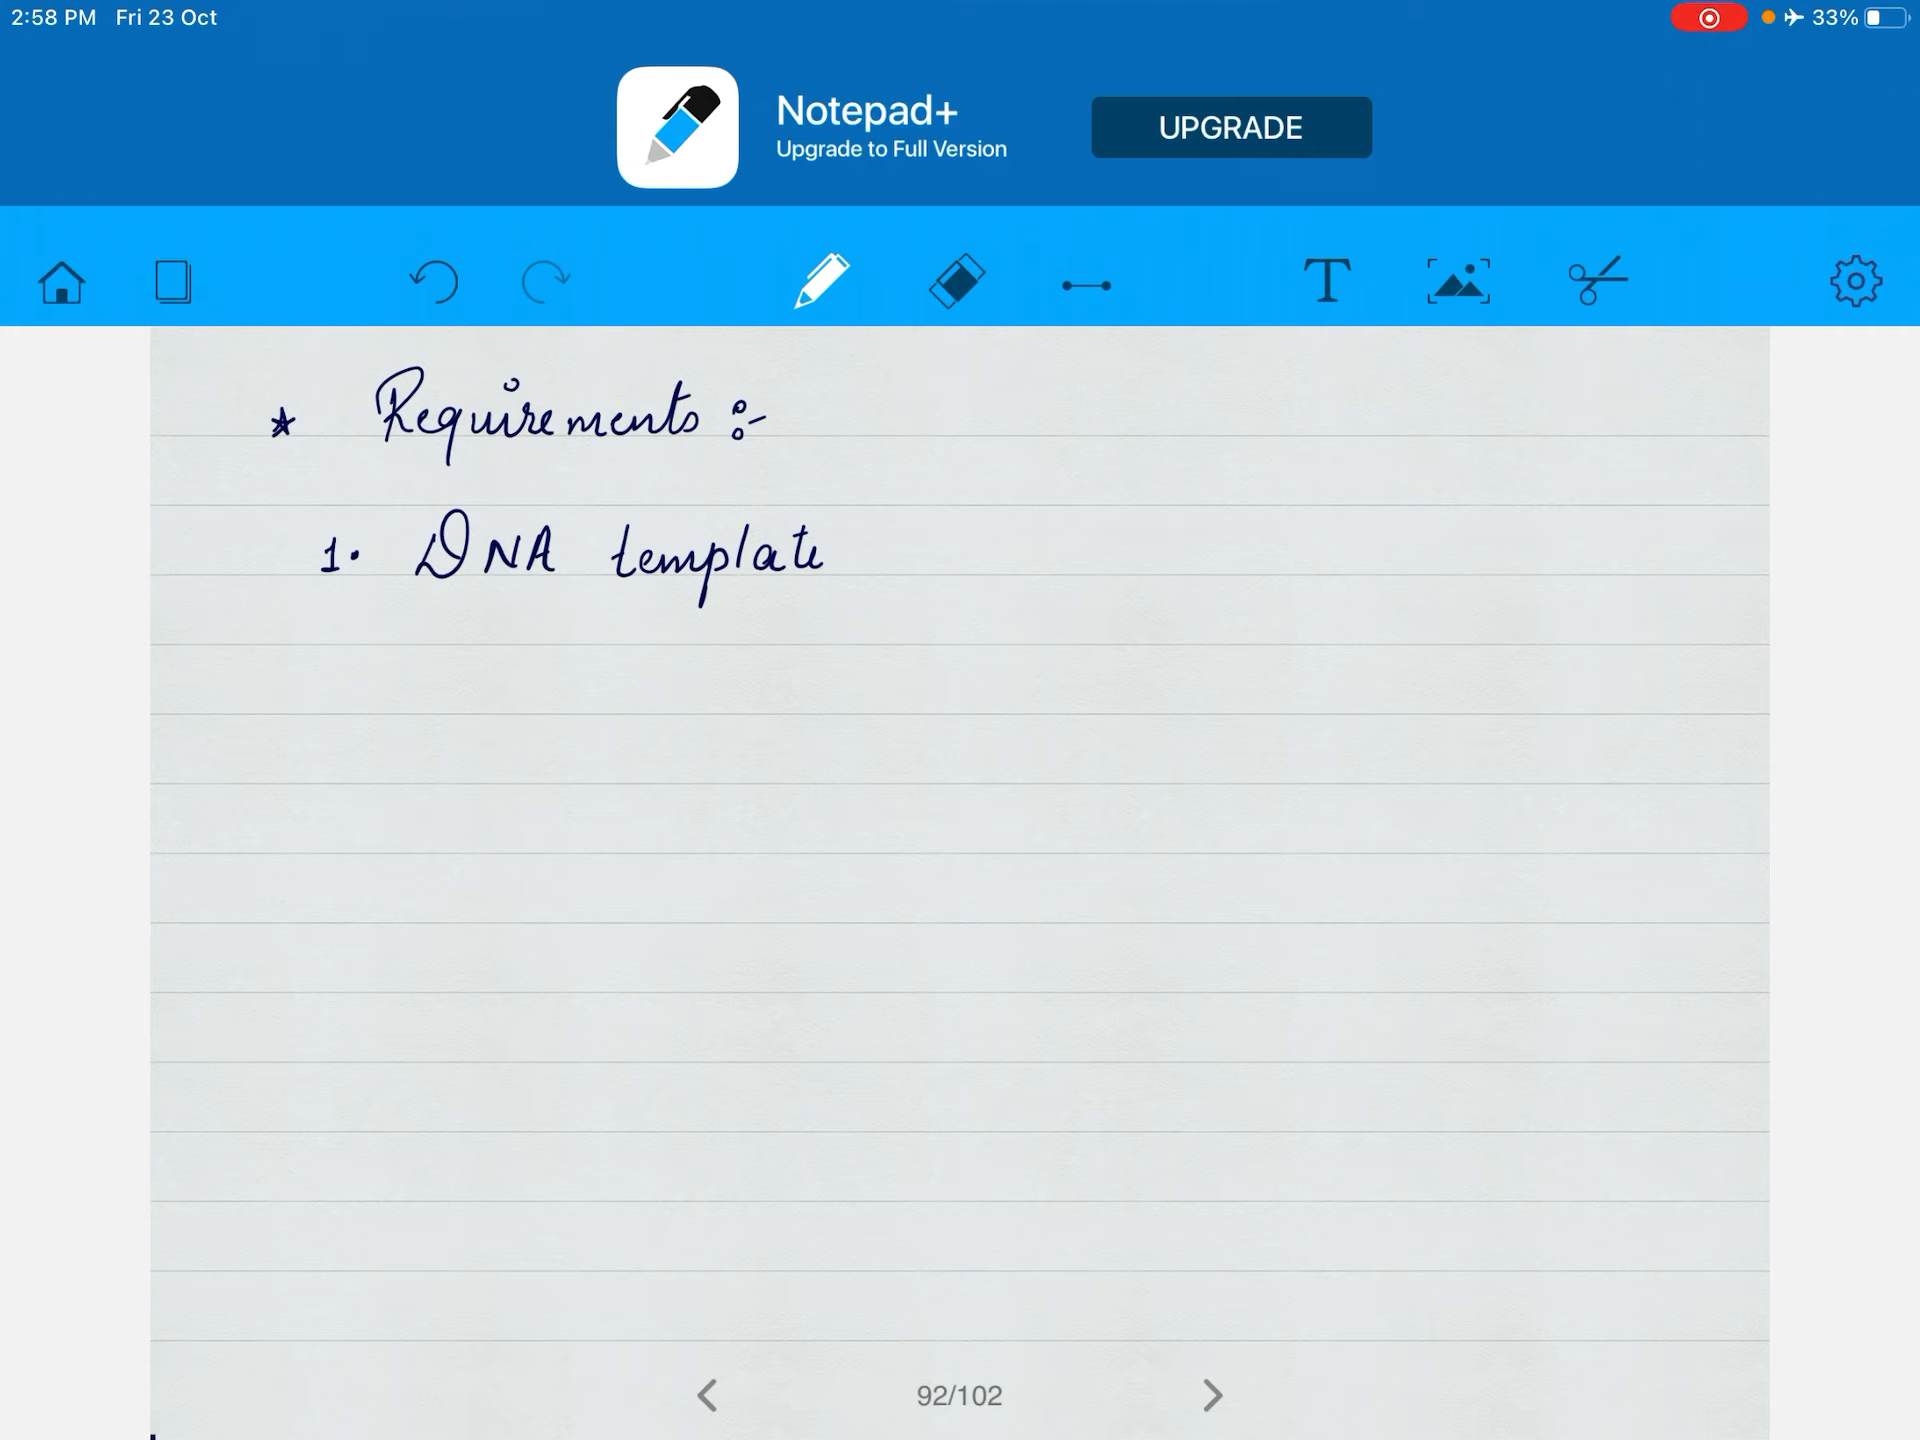 2:58 PM Fri 23 Oct 33%
Notepad+
Upgrade to Full Version
UPGRADE
T
* Requirements :-
1. DNA template
92/102